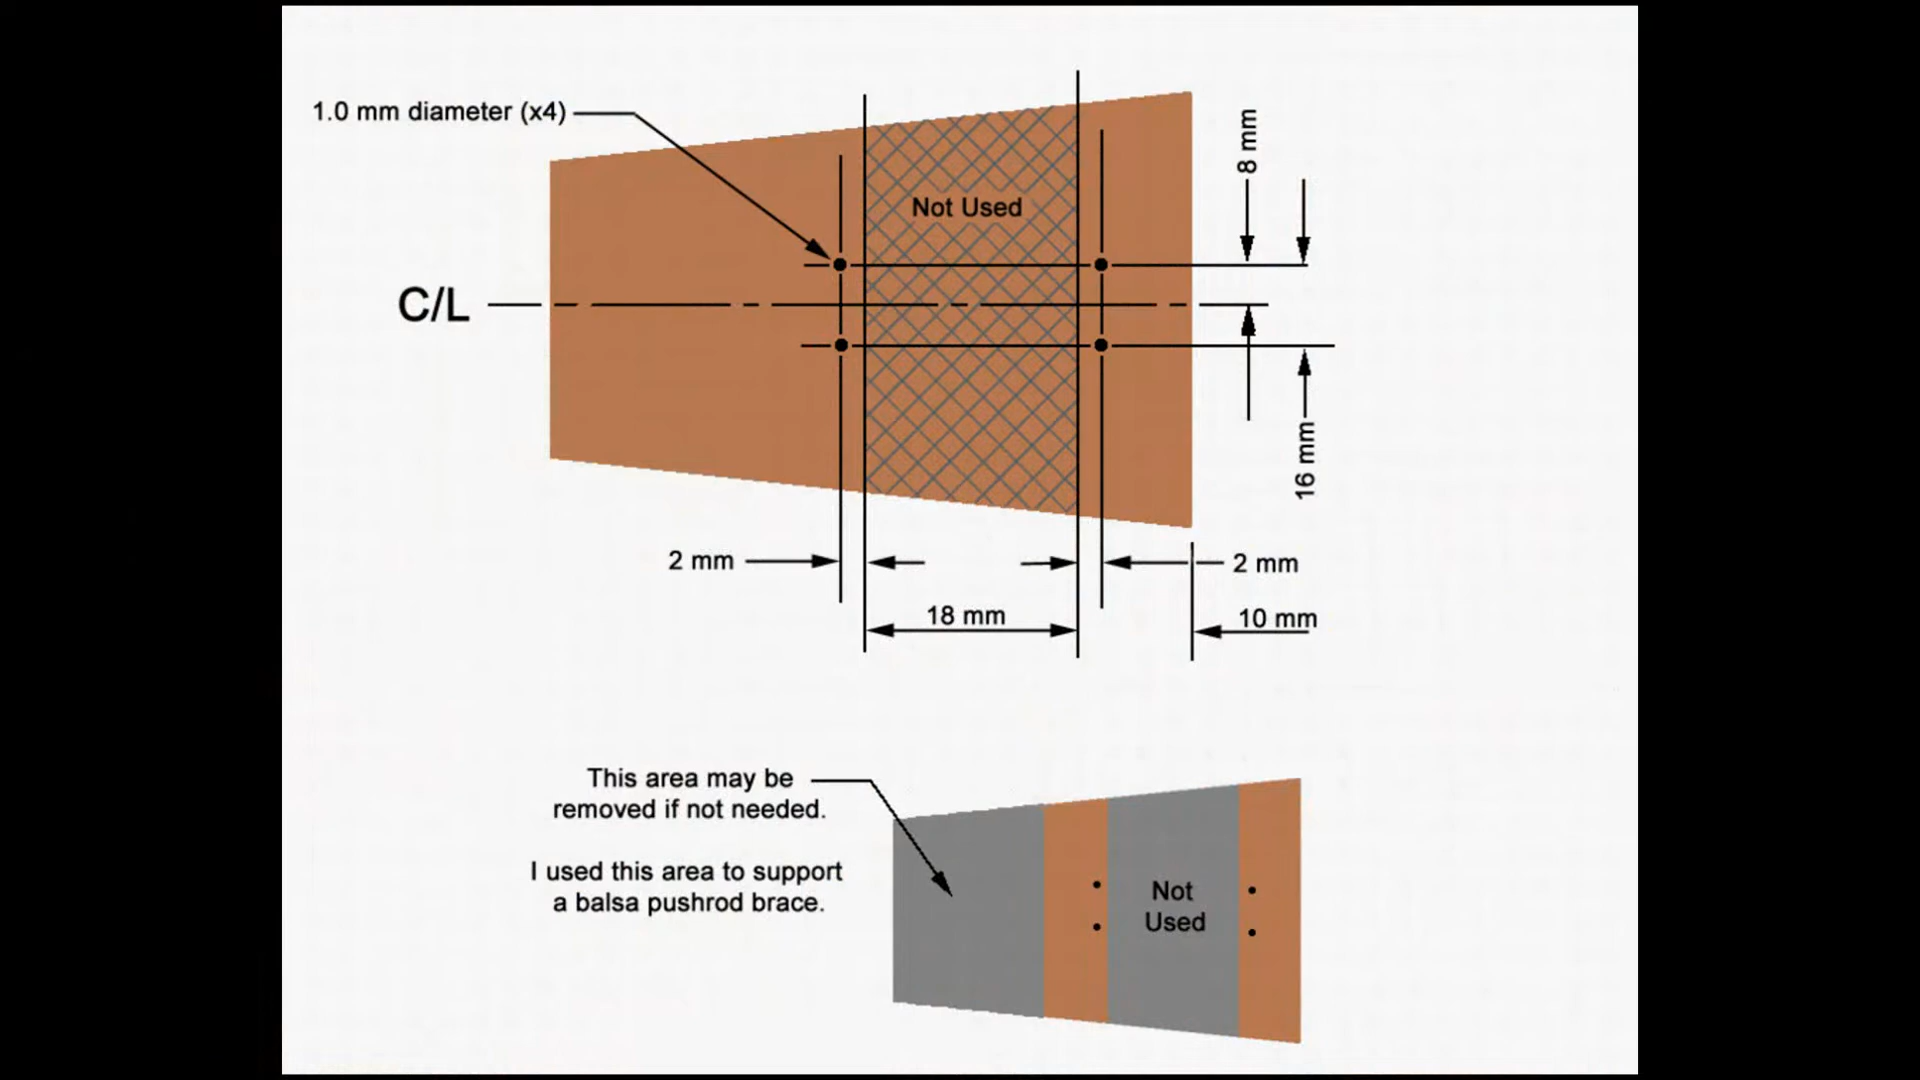 1.0 mm diameter (x4)
8 mm
Not Used
C/L
16 mm
2 mm
2 mm
18 mm
10 mm
This area may be
removed if not needed.
I used this area to support
a balsa pushrod brace.
Not
Used